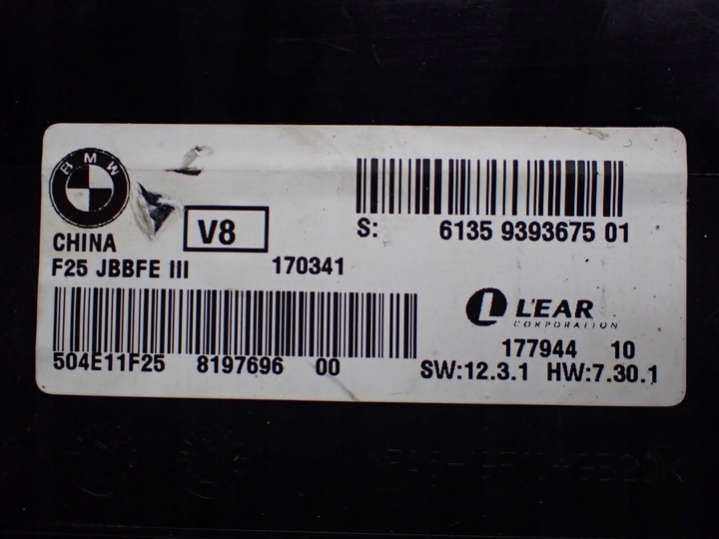 BMW
V8
S: 6135 9393675 01
CHINA
F25 JBBFE III 170341
LEAR
CORPORATION
177944 10
504E11F25 8197696 00
SW:12.3.1 HW:7.30.1